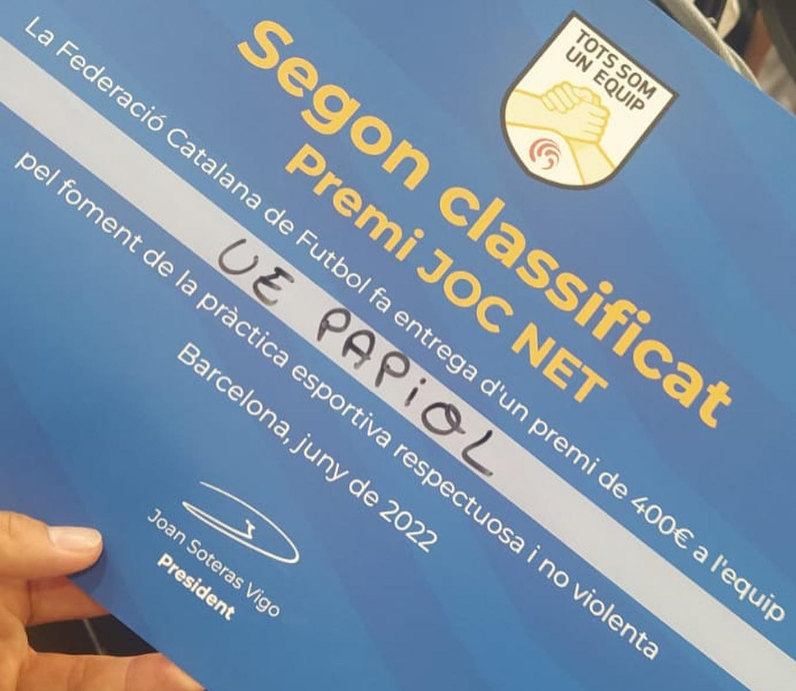 TOTS SOM
UN EQUIP
Segon classificat
Premi JOC NET
La Federació Catalana de Futbol fa entrega d'un premi de 400€ a l'equip
UE PAPiOL
pel foment de la pràctica esportiva respectuosa i no violenta
Barcelona, juny de 2022
Joan Soteras Vigo
President